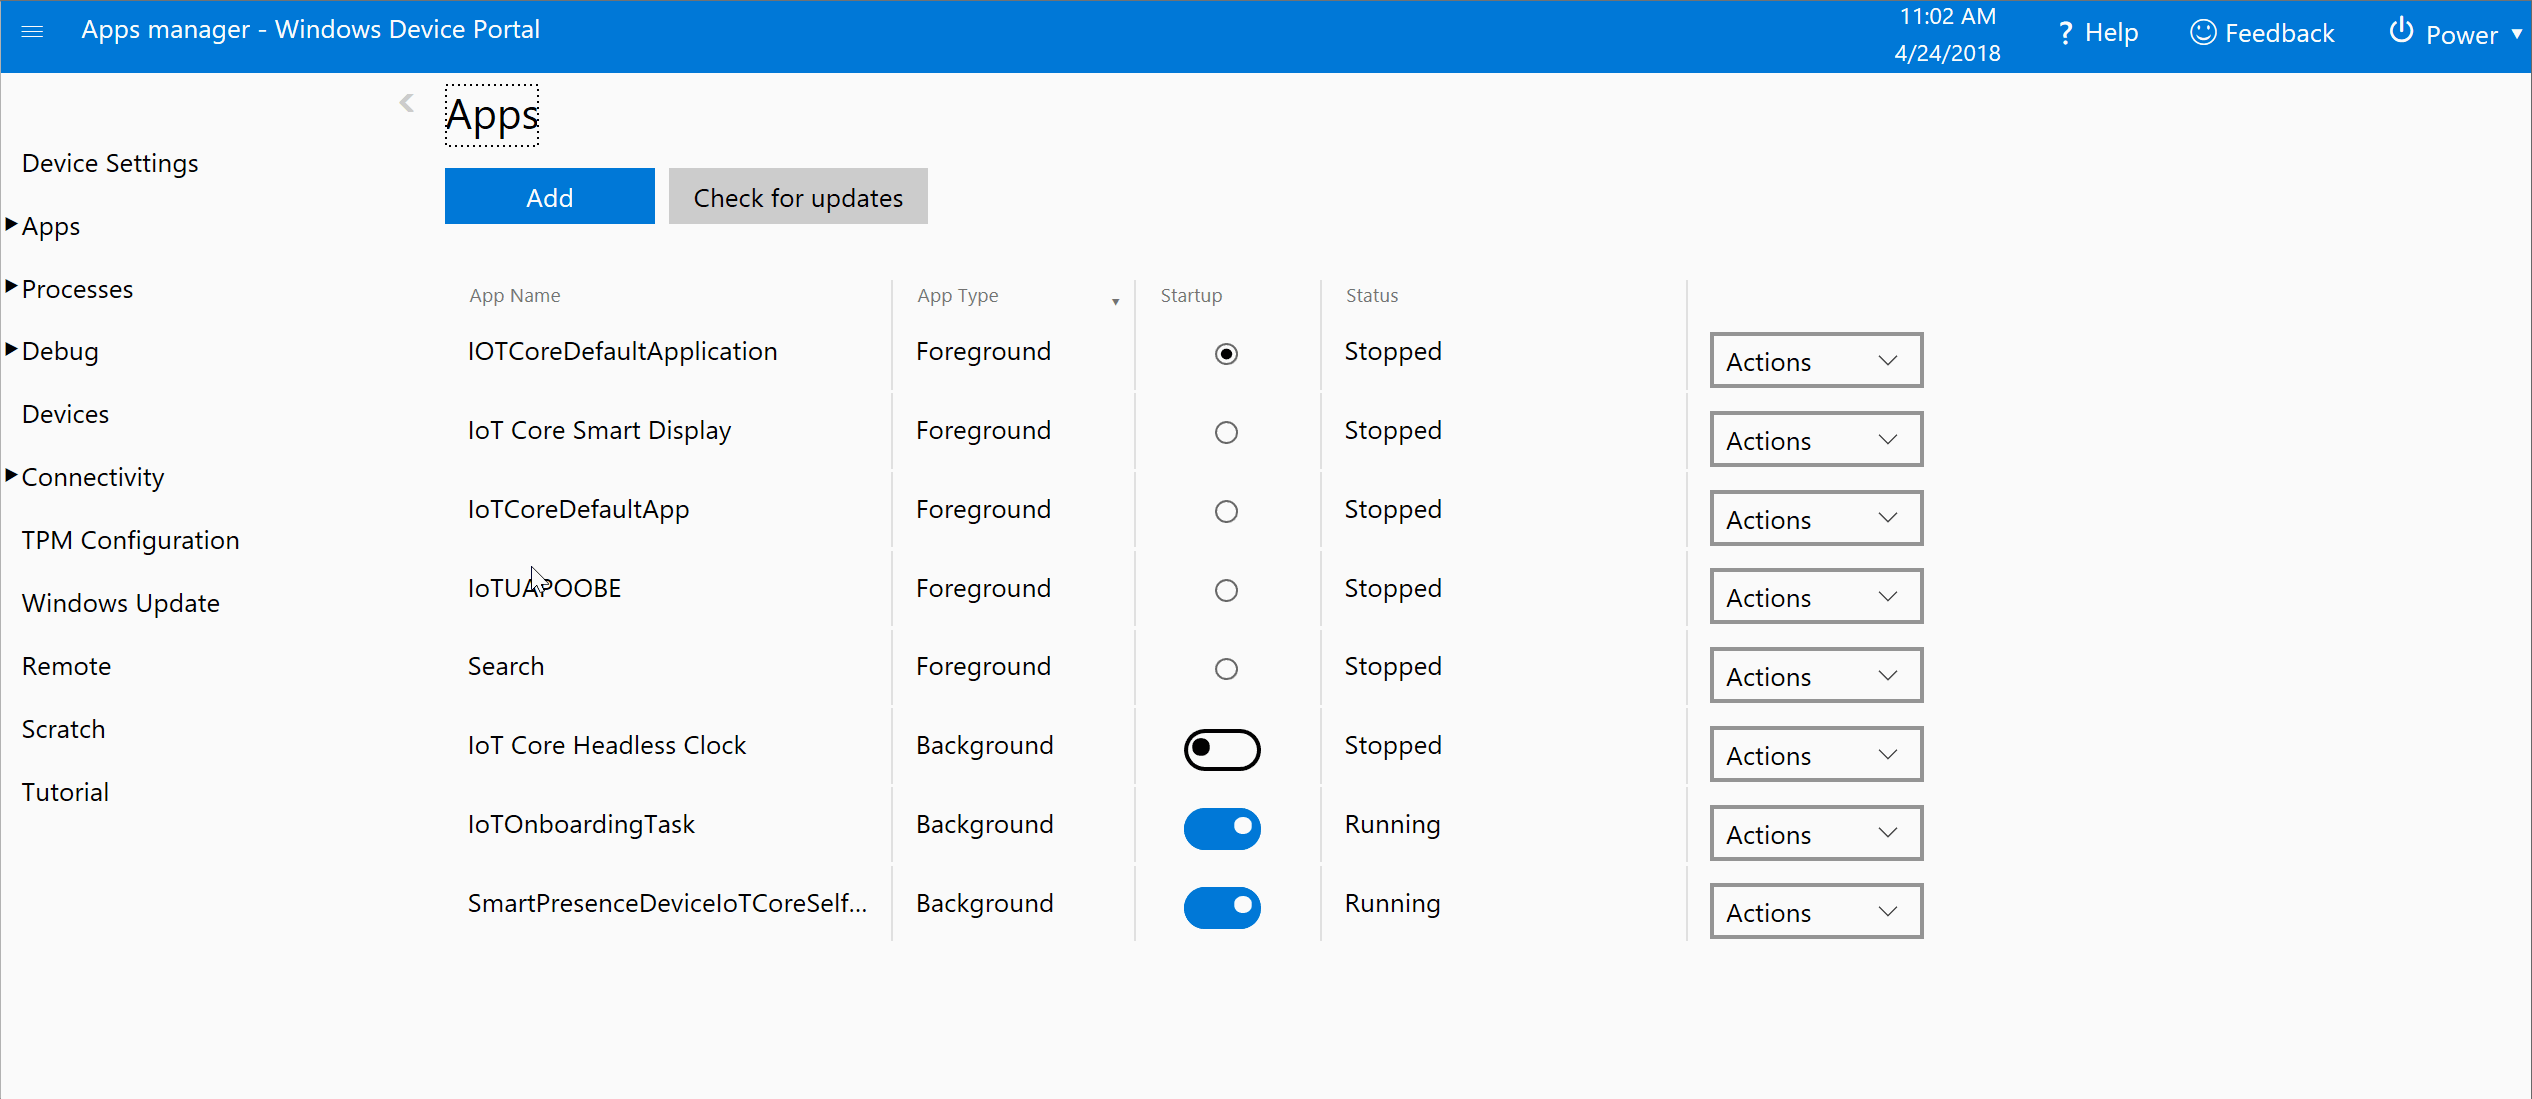 Apps manager - Windows Device Portal
11:02 AM
4/24/2018
? Help
Feedback
Power
Apps
Device Settings
Apps
Processes
Debug
Devices
Connectivity
TPM Configuration
Windows Update
Remote
Scratch
Tutorial
Add
Check for updates
App Name App Type Startup Status
IOTCoreDefaultApplication Foreground Stopped Actions
IoT Core Smart Display Foreground Stopped Actions
IoTCoreDefaultApp Foreground Stopped Actions
IoTUAPOOBE Foreground Stopped Actions
Search Foreground Stopped Actions
IoT Core Headless Clock Background Stopped Actions
IoTOnboardingTask Background Running Actions
SmartPresenceDeviceIoTCoreSelf... Background Running Actions